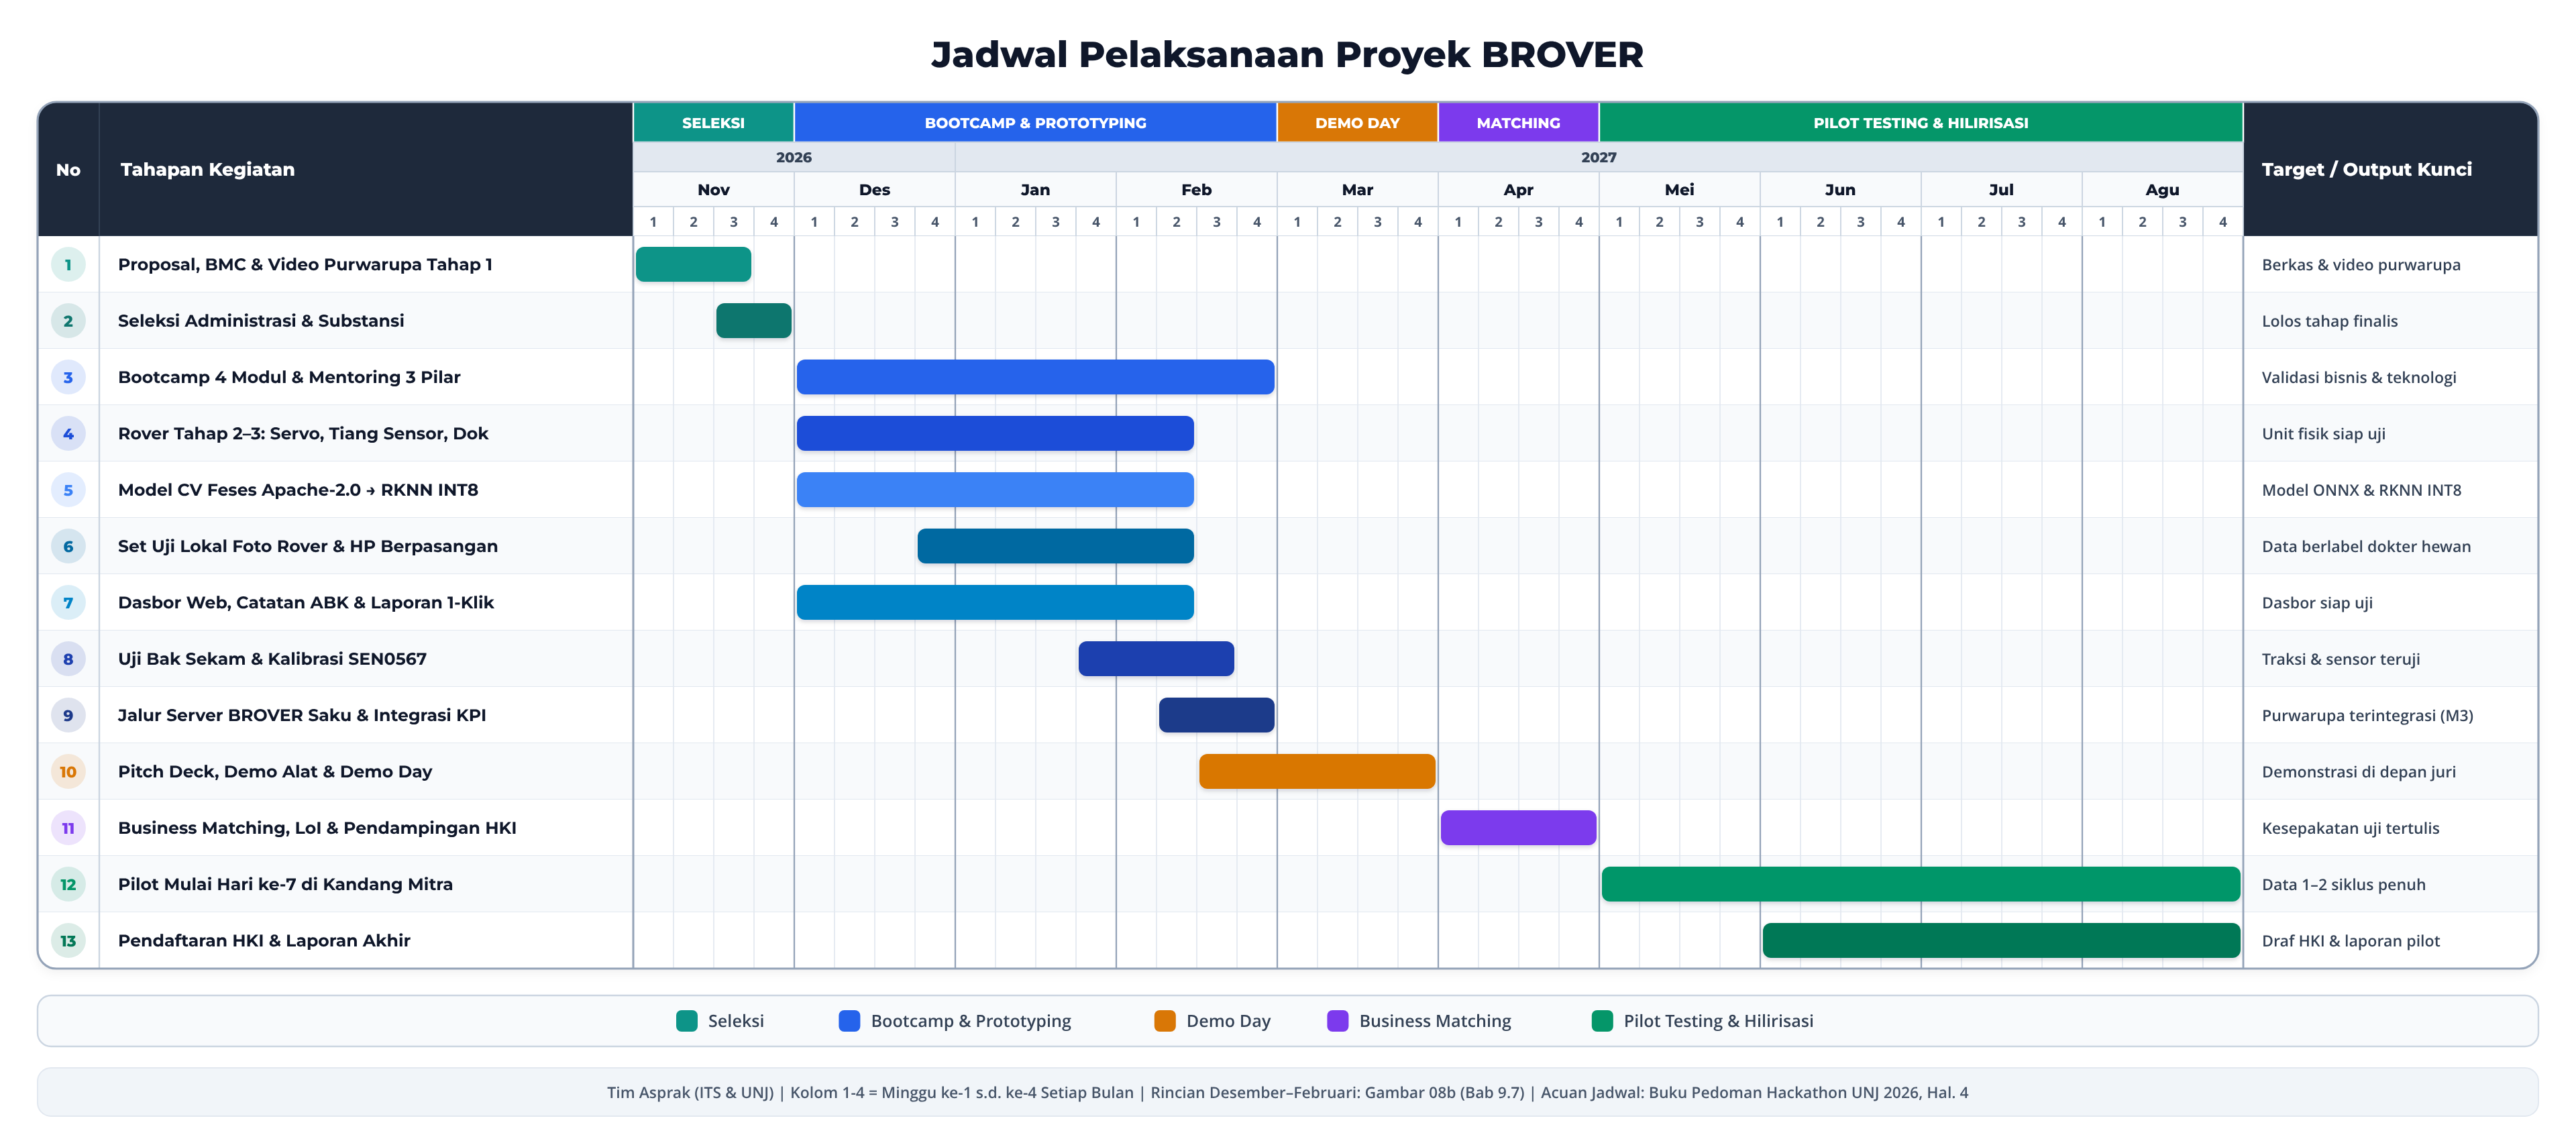 Jadwal Pelaksanaan Proyek BROVER
No
Tahapan Kegiatan
SELEKSI
BOOTCAMP & PROTOTYPING
DEMO DAY
MATCHING
PILOT TESTING & HILIRISASI
Target / Output Kunci
2026
2027
Nov Des Jan Feb Mar Apr Mei Jun Jul Agu
1 2 3 4 1 2 3 4 1 2 3 4 1 2 3 4 1 2 3 4 1 2 3 4 1 2 3 4 1 2 3 4 1 2 3 4 1 2 3 4
1 Proposal, BMC & Video Purwarupa Tahap 1 Berkas & video purwarupa
2 Seleksi Administrasi & Substansi Lolos tahap finalis
3 Bootcamp 4 Modul & Mentoring 3 Pilar Validasi bisnis & teknologi
4 Rover Tahap 2–3: Servo, Tiang Sensor, Dok Unit fisik siap uji
5 Model CV Feses Apache-2.0 → RKNN INT8 Model ONNX & RKNN INT8
6 Set Uji Lokal Foto Rover & HP Berpasangan Data berlabel dokter hewan
7 Dasbor Web, Catatan ABK & Laporan 1-Klik Dasbor siap uji
8 Uji Bak Sekam & Kalibrasi SEN0567 Traksi & sensor teruji
9 Jalur Server BROVER Saku & Integrasi KPI Purwarupa terintegrasi (M3)
10 Pitch Deck, Demo Alat & Demo Day Demonstrasi di depan juri
11 Business Matching, LoI & Pendampingan HKI Kesepakatan uji tertulis
12 Pilot Mulai Hari ke-7 di Kandang Mitra Data 1–2 siklus penuh
13 Pendaftaran HKI & Laporan Akhir Draf HKI & laporan pilot
Seleksi Bootcamp & Prototyping Demo Day Business Matching Pilot Testing & Hilirisasi
Tim Asprak (ITS & UNJ) | Kolom 1-4 = Minggu ke-1 s.d. ke-4 Setiap Bulan | Rincian Desember–Februari: Gambar 08b (Bab 9.7) | Acuan Jadwal: Buku Pedoman Hackathon UNJ 2026, Hal. 4